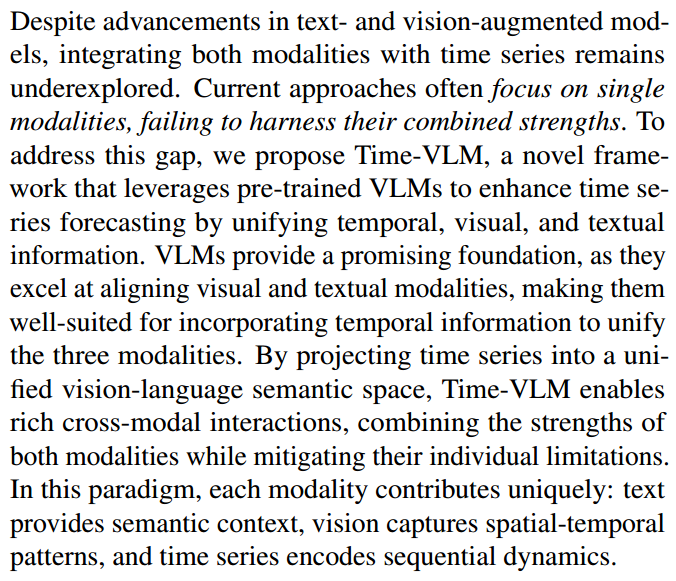 Despite advancements in text- and vision-augmented mod-
els, integrating both modalities with time series remains
underexplored. Current approaches often focus on single
modalities, failing to harness their combined strengths. To
address this gap, we propose Time-VLM, a novel frame-
work that leverages pre-trained VLMs to enhance time se-
ries forecasting by unifying temporal, visual, and textual
information. VLMs provide a promising foundation, as they
excel at aligning visual and textual modalities, making them
well-suited for incorporating temporal information to unify
the three modalities. By projecting time series into a uni-
fied vision-language semantic space, Time-VLM enables
rich cross-modal interactions, combining the strengths of
both modalities while mitigating their individual limitations.
In this paradigm, each modality contributes uniquely: text
provides semantic context, vision captures spatial-temporal
patterns, and time series encodes sequential dynamics.